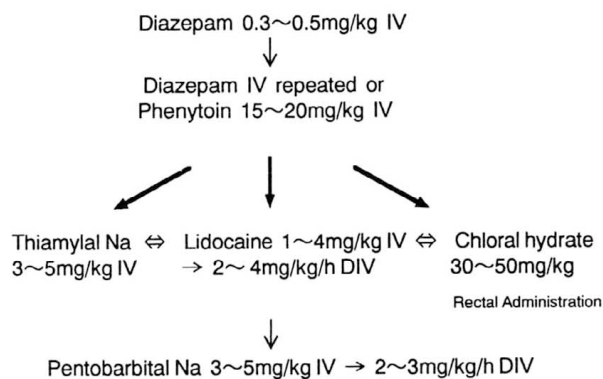 Diazepam 0.3～0.5mg/kg IV
↓
Diazepam IV repeated or
Phenytoin 15～20mg/kg IV
Thiamylal Na ⇔ Lidocaine 1～4mg/kg IV ⇔ Chloral hydrate
3～5mg/kg IV → 2～4mg/kg/h DIV 30～50mg/kg
Rectal Administration
↓
Pentobarbital Na 3～5mg/kg IV → 2～3mg/kg/h DIV